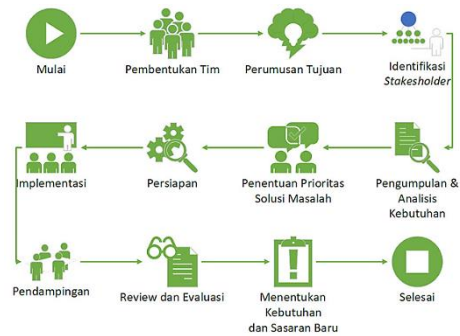 Mulai
Pembentukan Tim
Perumusan Tujuan
Identifikasi
Stakesholder
Implementasi
Persiapan
Penentuan Prioritas
Solusi Masalah
Pengumpulan &
Analisis
Kebutuhan
Pendampingan
Review dan Evaluasi
Menentukan
Kebutuhan
dan Sasaran Baru
Selesai